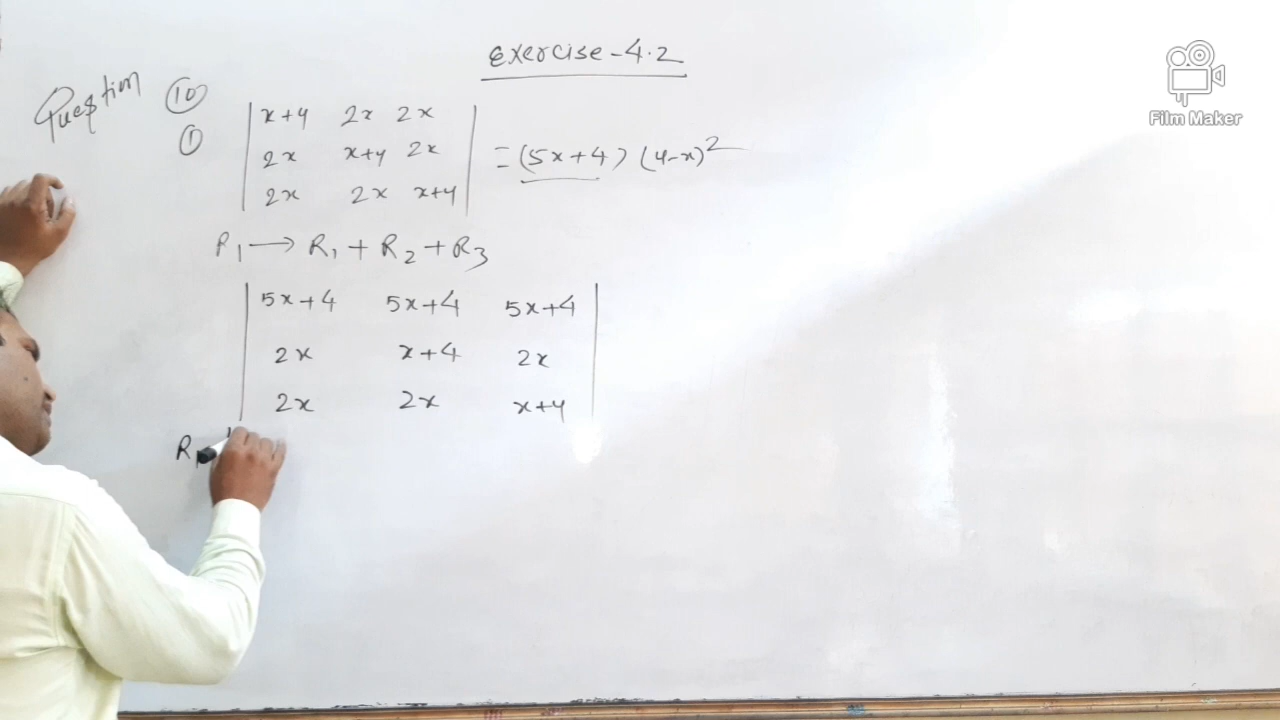 Exercise-4.2
Question 10
1
| x+4 2x 2x |
| 2x x+4 2x | = (5x+4) (4-x)²
| 2x 2x x+4 |
R₁ → R₁ + R₂ + R₃
| 5x+4 5x+4 5x+4 |
| 2x x+4 2x |
| 2x 2x x+4 |
R₁
Film Maker